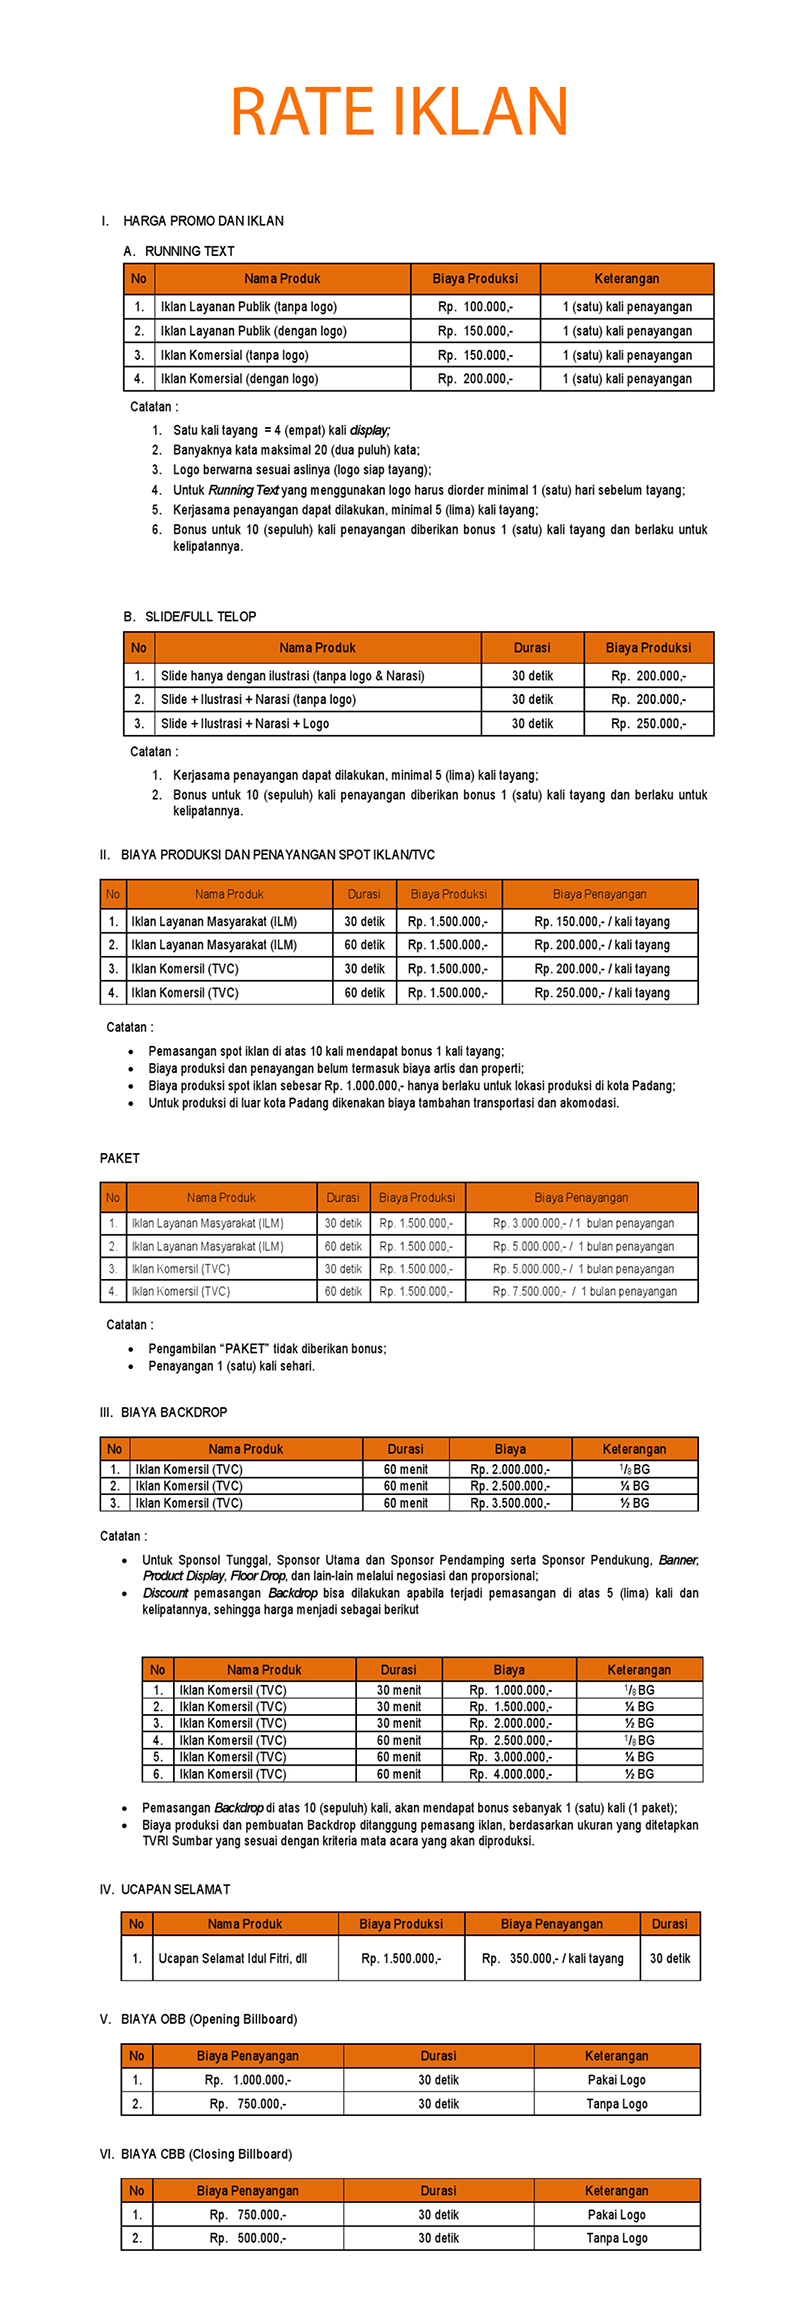 RATE IKLAN
I. HARGA PROMO DAN IKLAN
A. RUNNING TEXT
No Nama Produk Biaya Produksi Keterangan
1. Iklan Layanan Publik (tanpa logo) Rp. 100.000,- 1 (satu) kali penayangan
2. Iklan Layanan Publik (dengan logo) Rp. 150.000,- 1 (satu) kali penayangan
3. Iklan Komersial (tanpa logo) Rp. 150.000,- 1 (satu) kali penayangan
4. Iklan Komersial (dengan logo) Rp. 200.000,- 1 (satu) kali penayangan
Catatan :
1. Satu kali tayang = 4 (empat) kali display;
2. Banyaknya kata maksimal 20 (dua puluh) kata;
3. Logo berwarna sesuai aslinya (logo siap tayang);
4. Untuk Running Text yang menggunakan logo harus diorder minimal 1 (satu) hari sebelum tayang;
5. Kerjasama penayangan dapat dilakukan, minimal 5 (lima) kali tayang;
6. Bonus untuk 10 (sepuluh) kali penayangan diberikan bonus 1 (satu) kali tayang dan berlaku untuk
kelipatannya.
B. SLIDE/FULL TELOP
No Nama Produk Durasi Biaya Produksi
1. Slide hanya dengan ilustrasi (tanpa logo & Narasi) 30 detik Rp. 200.000,-
2. Slide + Ilustrasi + Narasi (tanpa logo) 30 detik Rp. 200.000,-
3. Slide + Ilustrasi + Narasi + Logo 30 detik Rp. 250.000,-
Catatan :
1. Kerjasama penayangan dapat dilakukan, minimal 5 (lima) kali tayang;
2. Bonus untuk 10 (sepuluh) kali penayangan diberikan bonus 1 (satu) kali tayang dan berlaku untuk
kelipatannya.
II. BIAYA PRODUKSI DAN PENAYANGAN SPOT IKLAN/TVC
No Nama Produk Durasi Biaya Produksi Biaya Penayangan
1. Iklan Layanan Masyarakat (ILM) 30 detik Rp. 1.500.000,- Rp. 150.000,- / kali tayang
2. Iklan Layanan Masyarakat (ILM) 60 detik Rp. 1.500.000,- Rp. 200.000,- / kali tayang
3. Iklan Komersil (TVC) 30 detik Rp. 1.500.000,- Rp. 200.000,- / kali tayang
4. Iklan Komersil (TVC) 60 detik Rp. 1.500.000,- Rp. 250.000,- / kali tayang
Catatan :
• Pemasangan spot iklan di atas 10 kali mendapat bonus 1 kali tayang;
• Biaya produksi dan penayangan belum termasuk biaya artis dan properti;
• Biaya produksi spot iklan sebesar Rp. 1.000.000,- hanya berlaku untuk lokasi produksi di kota Padang;
• Untuk produksi di luar kota Padang dikenakan biaya tambahan transportasi dan akomodasi.
PAKET
No Nama Produk Durasi Biaya Produksi Biaya Penayangan
1. Iklan Layanan Masyarakat (ILM) 30 detik Rp. 1.500.000,- Rp. 3.000.000,- / 1 bulan penayangan
2. Iklan Layanan Masyarakat (ILM) 60 detik Rp. 1.500.000,- Rp. 5.000.000,- / 1 bulan penayangan
3. Iklan Komersil (TVC) 30 detik Rp. 1.500.000,- Rp. 5.000.000,- / 1 bulan penayangan
4. Iklan Komersil (TVC) 60 detik Rp. 1.500.000,- Rp. 7.500.000,- / 1 bulan penayangan
Catatan :
• Pengambilan “PAKET” tidak diberikan bonus;
• Penayangan 1 (satu) kali sehari.
III. BIAYA BACKDROP
No Nama Produk Durasi Biaya Keterangan
1. Iklan Komersil (TVC) 60 menit Rp. 2.000.000,- 1/8 BG
2. Iklan Komersil (TVC) 60 menit Rp. 2.500.000,- ¼ BG
3. Iklan Komersil (TVC) 60 menit Rp. 3.500.000,- ½ BG
Catatan :
• Untuk Sponsol Tunggal, Sponsor Utama dan Sponsor Pendamping serta Sponsor Pendukung, Banner,
Product Display, Floor Drop, dan lain-lain melalui negosiasi dan proporsional;
• Discount pemasangan Backdrop bisa dilakukan apabila terjadi pemasangan di atas 5 (lima) kali dan
kelipatannya, sehingga harga menjadi sebagai berikut
No Nama Produk Durasi Biaya Keterangan
1. Iklan Komersil (TVC) 30 menit Rp. 1.000.000,- 1/8 BG
2. Iklan Komersil (TVC) 30 menit Rp. 1.500.000,- ¼ BG
3. Iklan Komersil (TVC) 30 menit Rp. 2.000.000,- ½ BG
4. Iklan Komersil (TVC) 60 menit Rp. 2.500.000,- 1/8 BG
5. Iklan Komersil (TVC) 60 menit Rp. 3.000.000,- ¼ BG
6. Iklan Komersil (TVC) 60 menit Rp. 4.000.000,- ½ BG
• Pemasangan Backdrop di atas 10 (sepuluh) kali, akan mendapat bonus sebanyak 1 (satu) kali (1 paket);
• Biaya produksi dan pembuatan Backdrop ditanggung pemasang iklan, berdasarkan ukuran yang ditetapkan
TVRI Sumbar yang sesuai dengan kriteria mata acara yang akan diproduksi.
IV. UCAPAN SELAMAT
No Nama Produk Biaya Produksi Biaya Penayangan Durasi
1. Ucapan Selamat Idul Fitri, dll Rp. 1.500.000,- Rp. 350.000,- / kali tayang 30 detik
V. BIAYA OBB (Opening Billboard)
No Biaya Penayangan Durasi Keterangan
1. Rp. 1.000.000,- 30 detik Pakai Logo
2. Rp. 750.000,- 30 detik Tanpa Logo
VI. BIAYA CBB (Closing Billboard)
No Biaya Penayangan Durasi Keterangan
1. Rp. 750.000,- 30 detik Pakai Logo
2. Rp. 500.000,- 30 detik Tanpa Logo